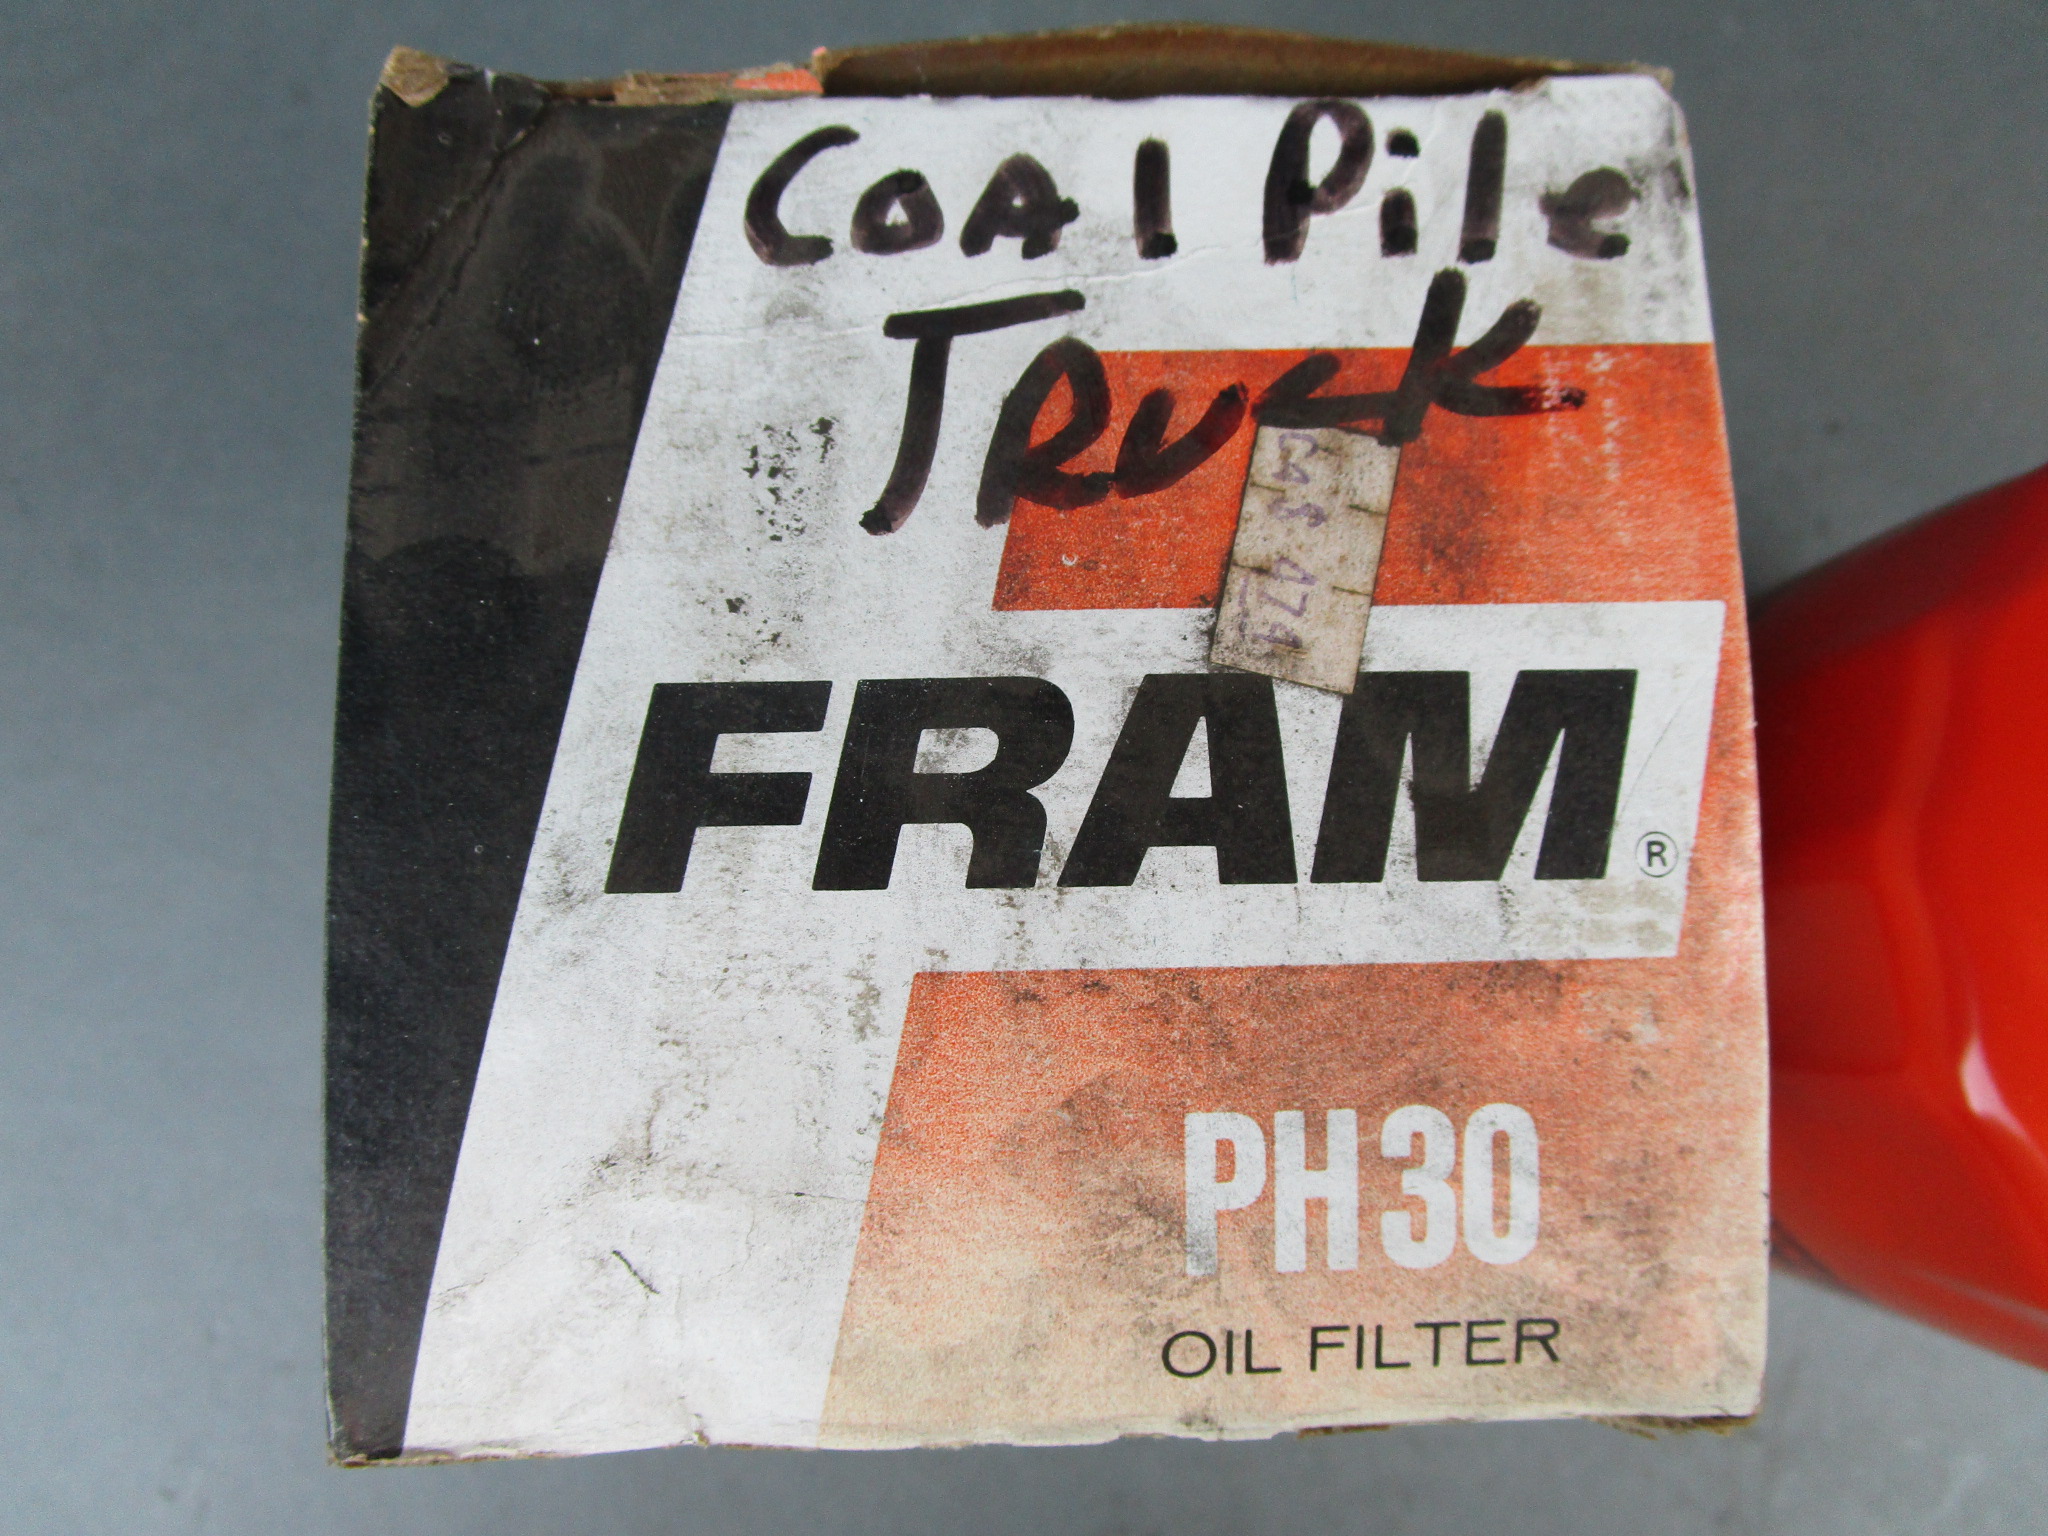 Coal Pile
Truck
FRAM®
PH30
OIL FILTER